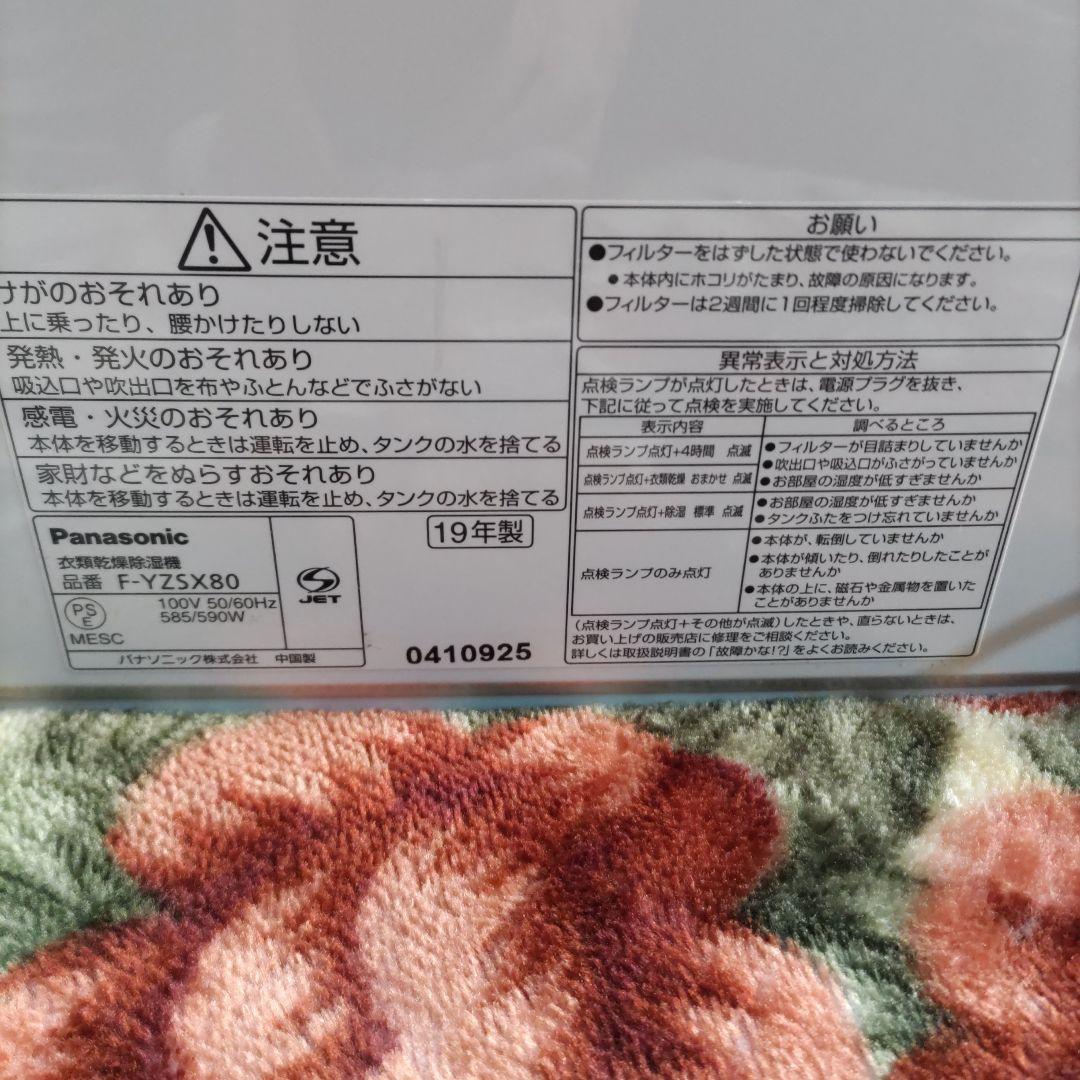 注意
けがのおそれあり
上に乗ったり、腰かけたりしない
発熱・発火のおそれあり
吸込口や吹出口を布やふとんなどでふさがない
感電・火災のおそれあり
本体を移動するときは運転を止め、タンクの水を捨てる
家財などをぬらすおそれあり
本体を移動するときは運転を止め、タンクの水を捨てる
Panasonic
衣類乾燥除湿機
品番 F-YZSX80
PS
E
100V 50/60Hz
585/590W
MESC
JET
パナソニック株式会社 中国製
19年製
0410925
お願い
●フィルターをはずした状態で使わないでください。
●本体内にホコリがたまり、故障の原因になります。
●フィルターは2週間に1回程度掃除してください。
異常表示と対処方法
点検ランプが点灯したときは、電源プラグを抜き、
下記に従って点検を実施してください。
表示内容 調べるところ
点検ランプ点灯+4時間 点滅
点検ランプ点灯+衣類乾燥 おまかせ 点滅
●フィルターが目詰まりしていませんか
●吹出口や吸込口がふさがっていませんか
●お部屋の湿度が低すぎませんか
点検ランプ点灯+除湿 標準 点滅
●お部屋の湿度が低すぎませんか
●タンクふたをつけ忘れていませんか
点検ランプのみ点灯
●本体が、転倒していませんか
●本体が傾いたり、倒れたりしたことが
ありませんか
●本体の上に、磁石や金属物を置いた
ことがありませんか
(点検ランプ点灯+その他が点滅)したときや、直らないときは、
お買い上げの販売店に修理をご相談ください。
詳しくは取扱説明書の「故障かな!?」をよくお読みください。